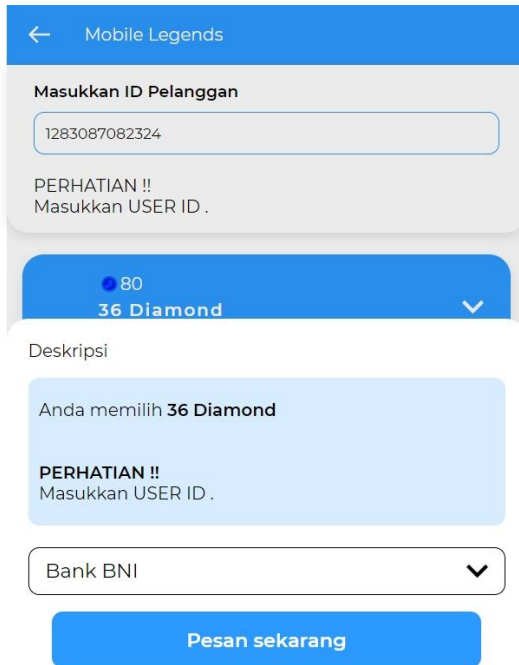 Mobile Legends
Masukkan ID Pelanggan
1283087082324
PERHATIAN !!
Masukkan USER ID .
80
36 Diamond
Deskripsi
Anda memilih 36 Diamond
PERHATIAN !!
Masukkan USER ID .
Bank BNI
Pesan sekarang